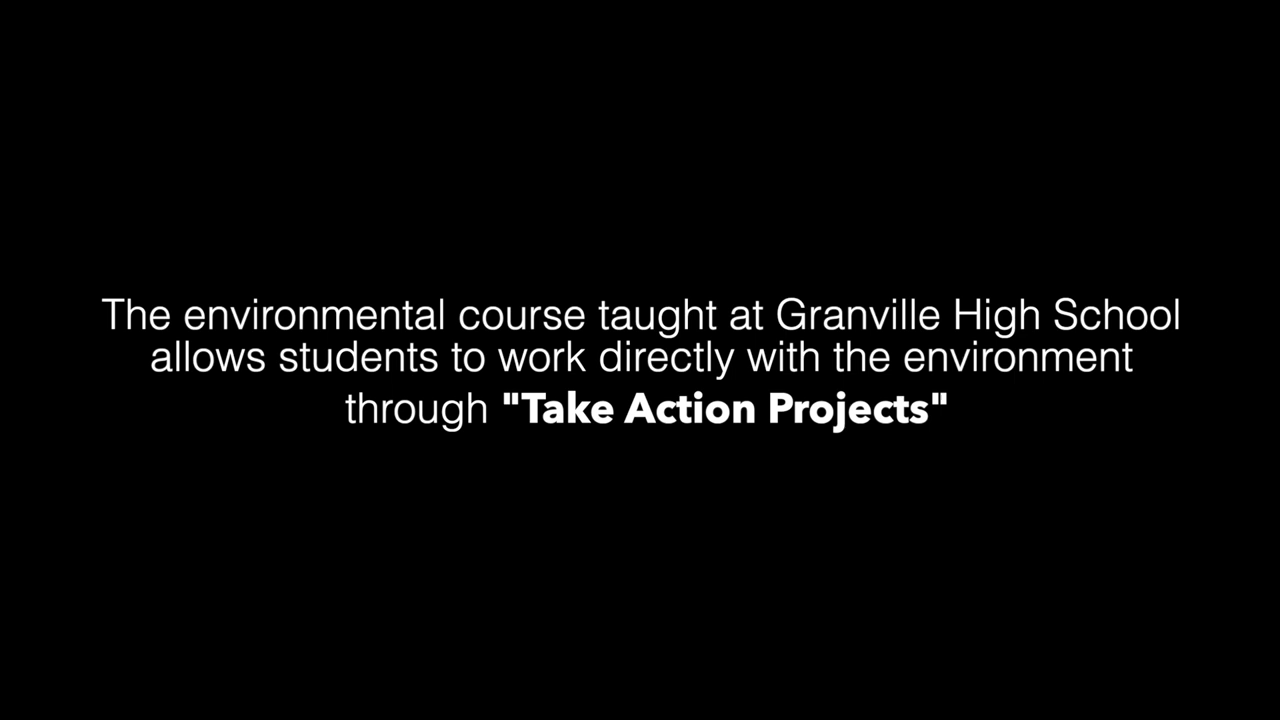 The environmental course taught at Granville High School
allows students to work directly with the environment
through "Take Action Projects"